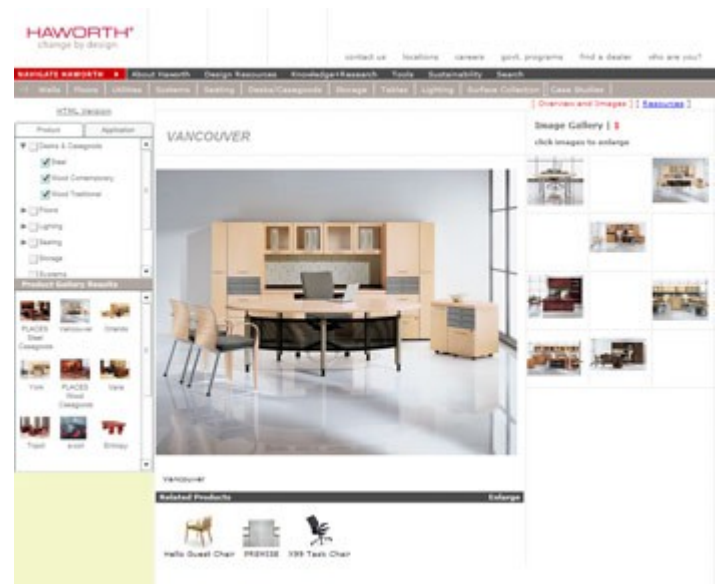 HAWORTH
change by design
contact us locations careers govt. programs find a dealer who are you?
NAVIGATE HAWORTH About Haworth Design Resources Knowledge+Research Tools Sustainability Search
Walls Floors Utilities Systems Seating Desks/Casegoods Storage Tables Lighting Surface Collection Case Studies
[ Overview and Images ] [ Resources ]
HTML Version
Product Application
Desks & Casegoods
Steel
Wood Contemporary
Wood Traditional
Floors
Lighting
Seating
Storage
Systems
Product Gallery Results
PLACES Steel Casegoods
Vancouver
Orlando
York
PLACES Wood Casegoods
Tripoli
Entropy
VANCOUVER
Vancouver
Related Products Enlarge
Hello Guest Chair PREMISE X99 Task Chair
Image Gallery |
click images to enlarge